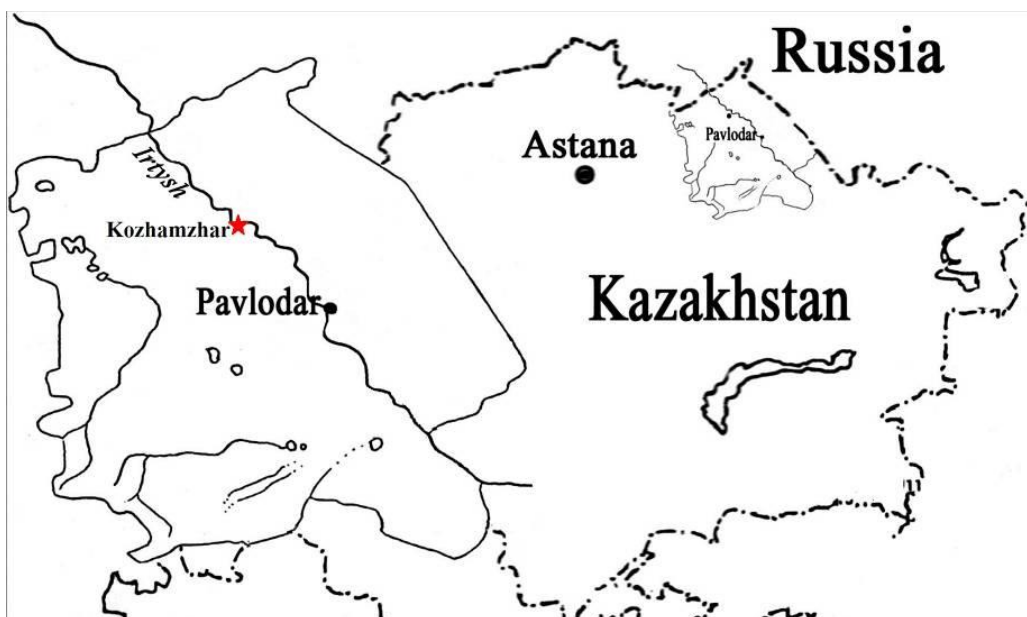 Russia
Irtysh
Astana
Pavlodar
Kozhamzhar
Pavlodar
Kazakhstan